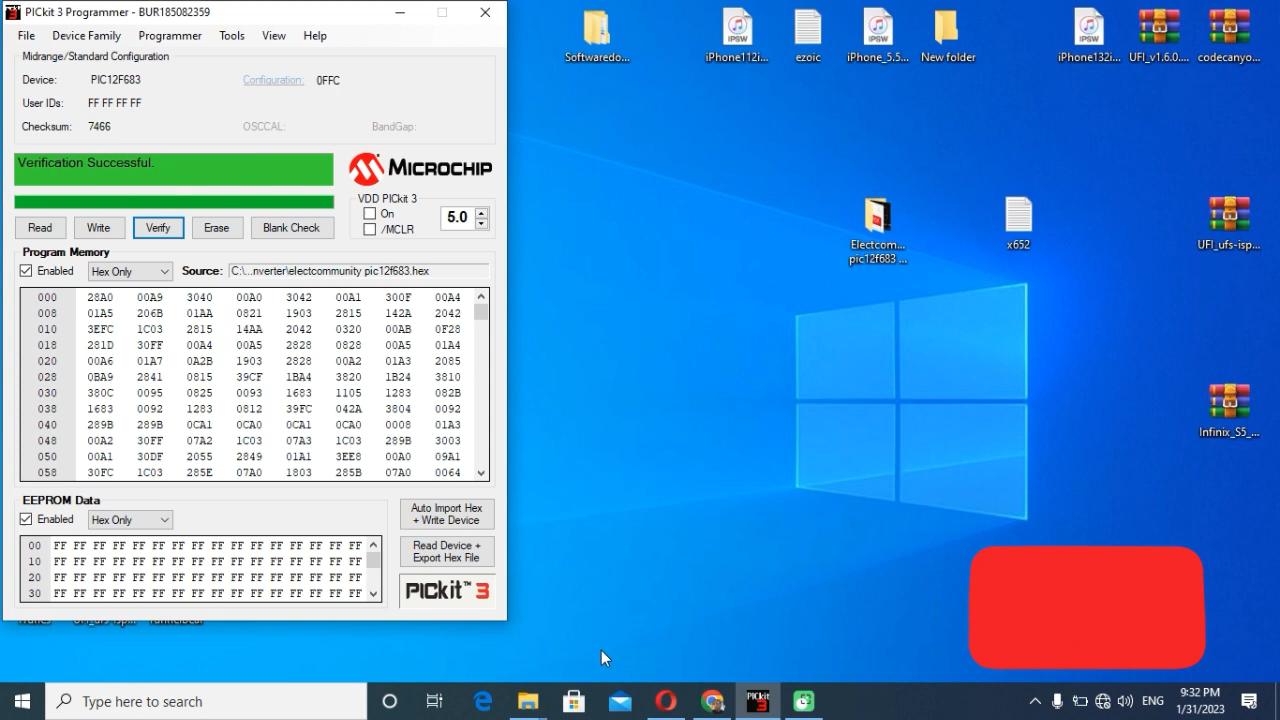 PICkit 3 Programmer - BUR185082359
File Device Family Programmer Tools View Help
Midrange/Standard Configuration
Device: PIC12F683 Configuration: 0FFC
User IDs: FF FF FF FF
Checksum: 7466 OSCCAL: BandGap:
Verification Successful.
MICROCHIP
VDD PICkit 3
On
/MCLR
5.0
Read Write Verify Erase Blank Check
Program Memory
Enabled Hex Only Source: C:\...nverter\electcommunity pic12f683.hex
000 28A0 00A9 3040 00A0 3042 00A1 300F 00A4
008 01A5 206B 01AA 0821 1903 2815 142A 2042
010 3EFC 1C03 2815 14AA 2042 0320 00AB 0F28
018 281D 30FF 00A4 00A5 2828 0828 00A5 01A4
020 00A6 01A7 0A2B 1903 2828 00A2 01A3 2085
028 0BA9 2841 0815 39CF 1BA4 3820 1B24 3810
030 380C 0095 0825 0093 1683 1105 1283 082B
038 1683 0092 1283 0812 39FC 042A 3804 0092
040 289B 289B 0CA1 0CA0 0CA1 0CA0 0008 01A3
048 00A2 30FF 07A2 1C03 07A3 1C03 289B 3003
050 00A1 30DF 2055 2849 01A1 3EE8 00A0 09A1
058 30FC 1C03 285E 07A0 1803 285B 07A0 0064
EEPROM Data
Enabled Hex Only
00 FF FF FF FF FF FF FF FF FF FF FF FF FF FF FF FF
10 FF FF FF FF FF FF FF FF FF FF FF FF FF FF FF FF
20 FF FF FF FF FF FF FF FF FF FF FF FF FF FF FF FF
30 FF FF FF FF FF FF FF FF FF FF FF FF FF FF FF FF
Auto Import Hex
+ Write Device
Read Device +
Export Hex File
PICkit™ 3
Softwaredo...
iPhone112i...
ezoic
iPhone_5.5...
New folder
iPhone132i...
UFI_v1.6.0....
codecanyo...
Electcom...
pic12f683 ...
x652
UFI_ufs-isp...
Infinix_S5_...
Type here to search
PICkit
3
ENG
9:32 PM
1/31/2023